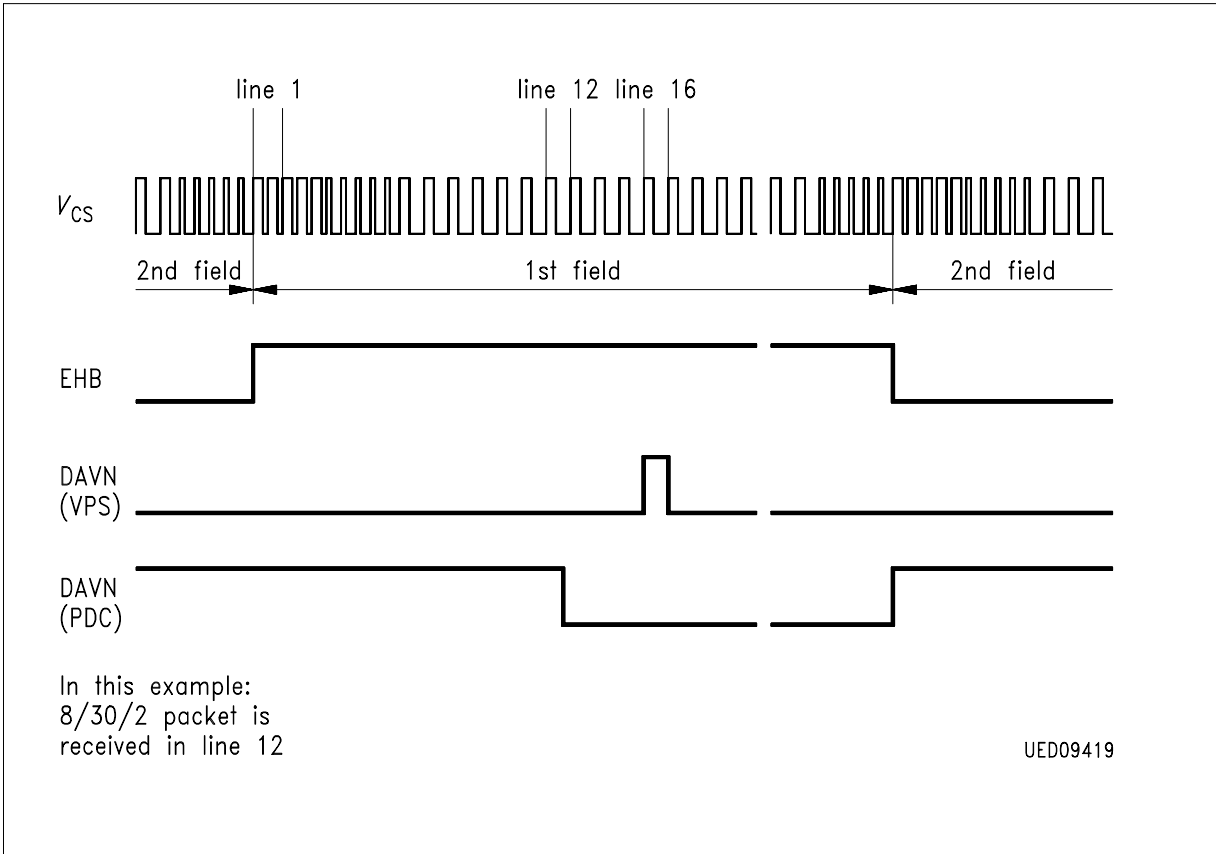 line 1
line 12
line 16
VCS
2nd field
1st field
2nd field
EHB
DAVN
(VPS)
DAVN
(PDC)
In this example:
8/30/2 packet is
received in line 12
UED09419